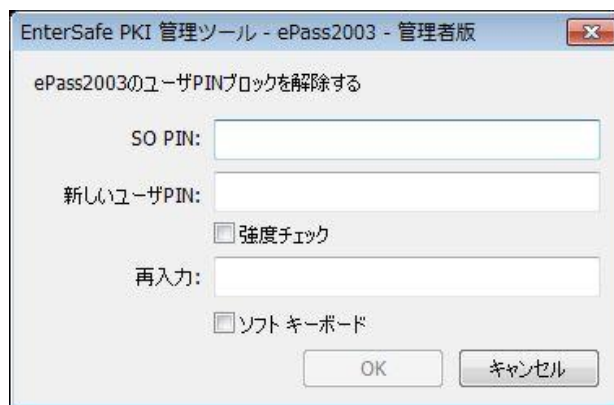 EnterSafe PKI 管理ツール - ePass2003 - 管理者版
ePass2003のユーザPINブロックを解除する
SO PIN:
新しいユーザPIN:
強度チェック
再入力:
ソフト キーボード
OK キャンセル